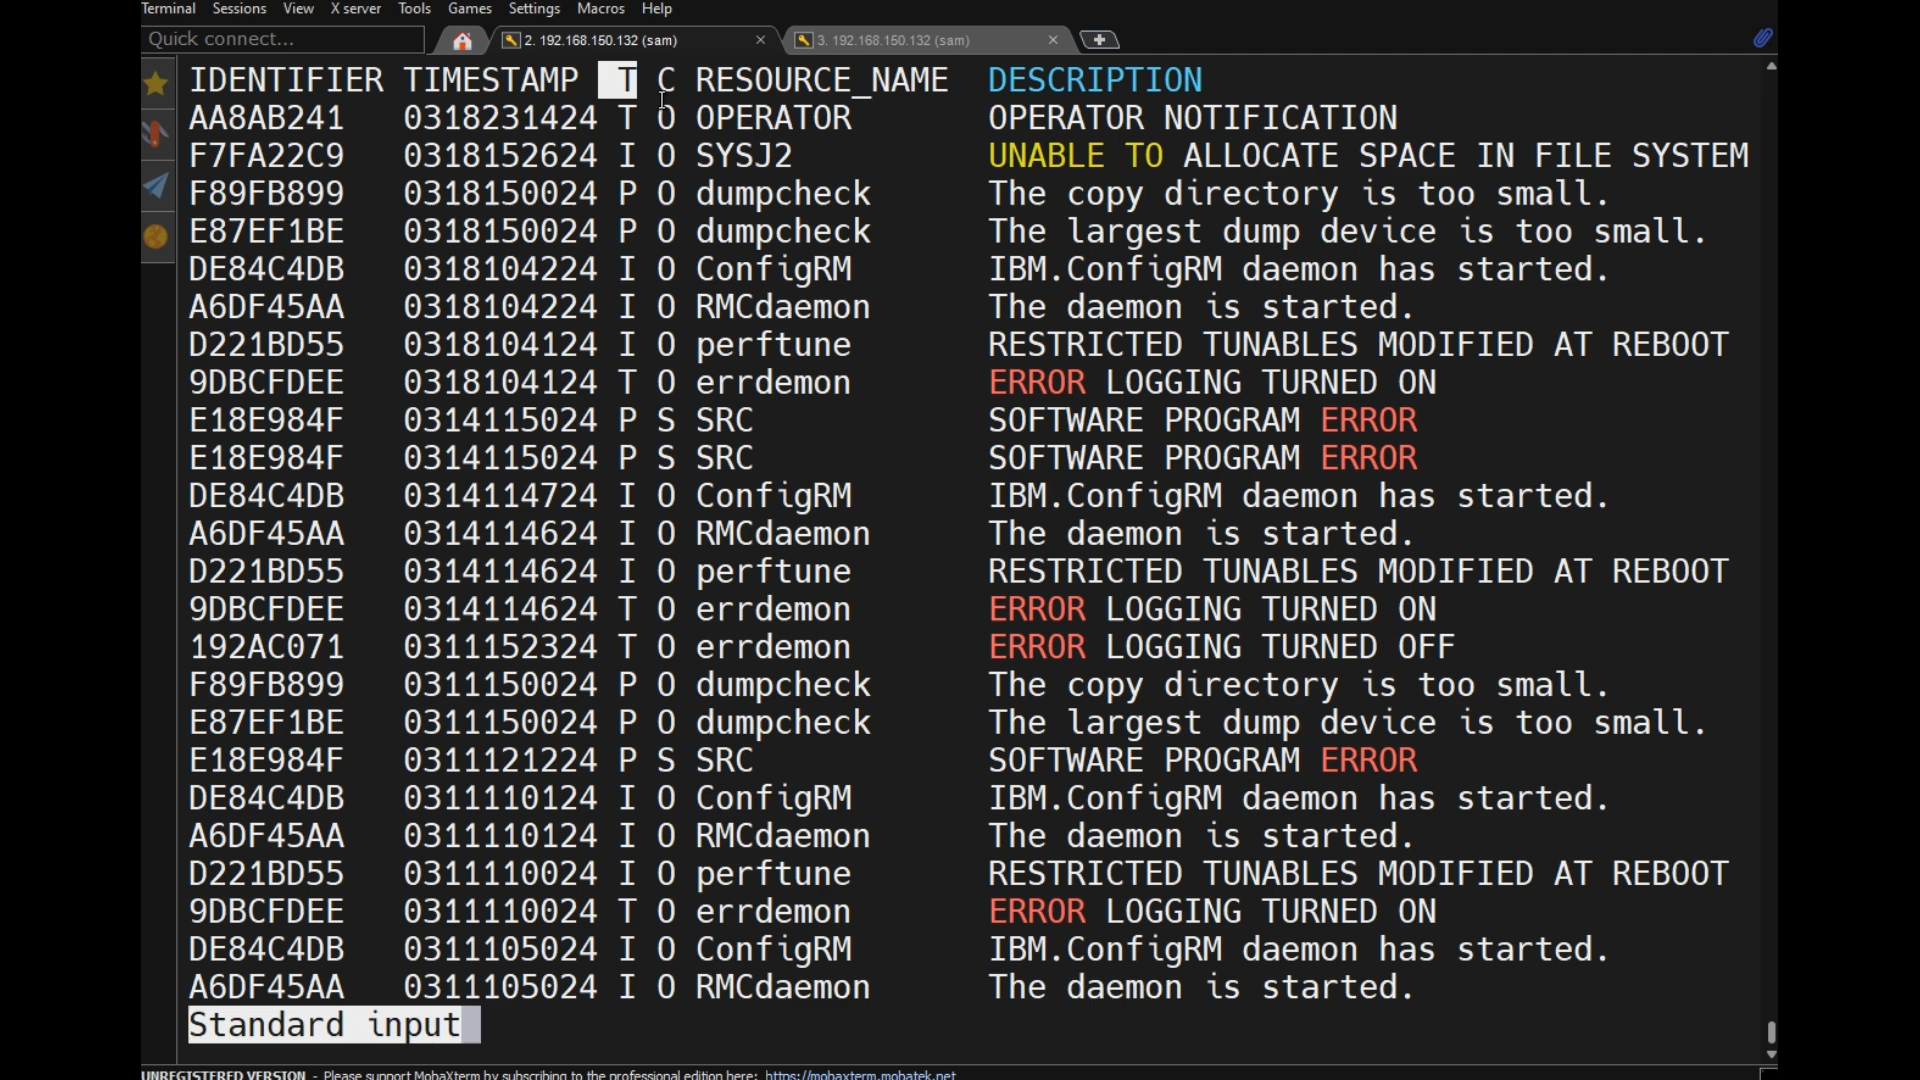 Terminal Sessions View X server Tools Games Settings Macros Help
Quick connect... 2. 192.168.150.132 (sam) 3. 192.168.150.132 (sam)
IDENTIFIER TIMESTAMP T C RESOURCE_NAME DESCRIPTION
AA8AB241 0318231424 T O OPERATOR OPERATOR NOTIFICATION
F7FA22C9 0318152624 I O SYSJ2 UNABLE TO ALLOCATE SPACE IN FILE SYSTEM
F89FB899 0318150024 P O dumpcheck The copy directory is too small.
E87EF1BE 0318150024 P O dumpcheck The largest dump device is too small.
DE84C4DB 0318104224 I O ConfigRM IBM.ConfigRM daemon has started.
A6DF45AA 0318104224 I O RMCdaemon The daemon is started.
D221BD55 0318104124 I O perftune RESTRICTED TUNABLES MODIFIED AT REBOOT
9DBCFDEE 0318104124 T O errdemon ERROR LOGGING TURNED ON
E18E984F 0314115024 P S SRC SOFTWARE PROGRAM ERROR
E18E984F 0314115024 P S SRC SOFTWARE PROGRAM ERROR
DE84C4DB 0314114724 I O ConfigRM IBM.ConfigRM daemon has started.
A6DF45AA 0314114624 I O RMCdaemon The daemon is started.
D221BD55 0314114624 I O perftune RESTRICTED TUNABLES MODIFIED AT REBOOT
9DBCFDEE 0314114624 T O errdemon ERROR LOGGING TURNED ON
192AC071 0311152324 T O errdemon ERROR LOGGING TURNED OFF
F89FB899 0311150024 P O dumpcheck The copy directory is too small.
E87EF1BE 0311150024 P O dumpcheck The largest dump device is too small.
E18E984F 0311121224 P S SRC SOFTWARE PROGRAM ERROR
DE84C4DB 0311110124 I O ConfigRM IBM.ConfigRM daemon has started.
A6DF45AA 0311110124 I O RMCdaemon The daemon is started.
D221BD55 0311110024 I O perftune RESTRICTED TUNABLES MODIFIED AT REBOOT
9DBCFDEE 0311110024 T O errdemon ERROR LOGGING TURNED ON
DE84C4DB 0311105024 I O ConfigRM IBM.ConfigRM daemon has started.
A6DF45AA 0311105024 I O RMCdaemon The daemon is started.
Standard input
UNREGISTERED VERSION - Please support MobaXterm by subscribing to the professional edition here: https://mobaxterm.mobatek.net